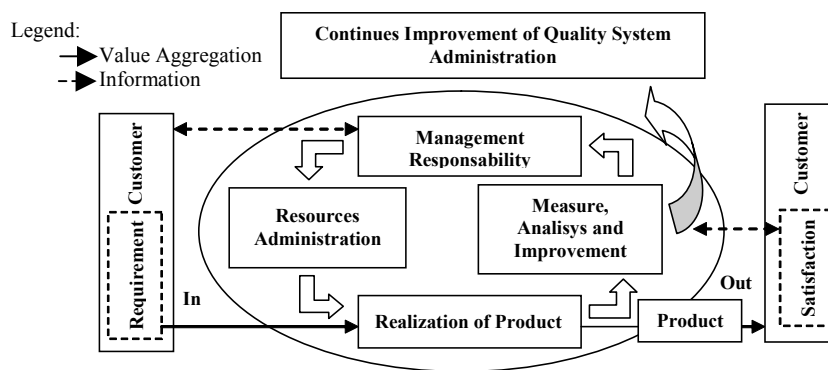 Legend:
Value Aggregation
Information
Continues Improvement of Quality System
Administration
Customer
Requirement
In
Management
Responsability
Resources
Administration
Measure,
Analisys and
Improvement
Realization of Product
Product
Out
Customer
Satisfaction